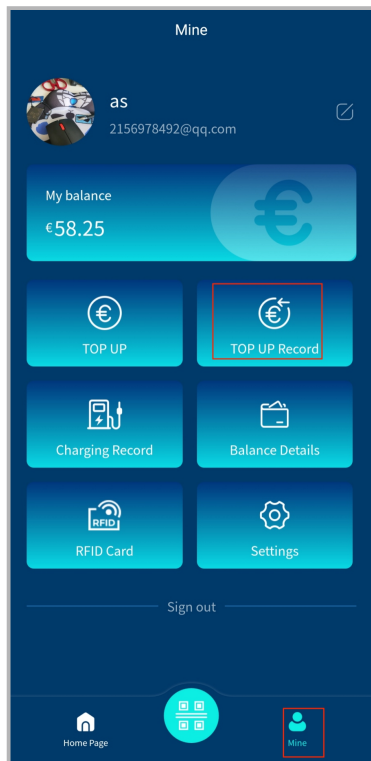 Mine
as
2156978492@qq.com
My balance
€58.25
TOP UP
TOP UP Record
Charging Record
Balance Details
RFID
RFID Card
Settings
Sign out
Home Page
Mine